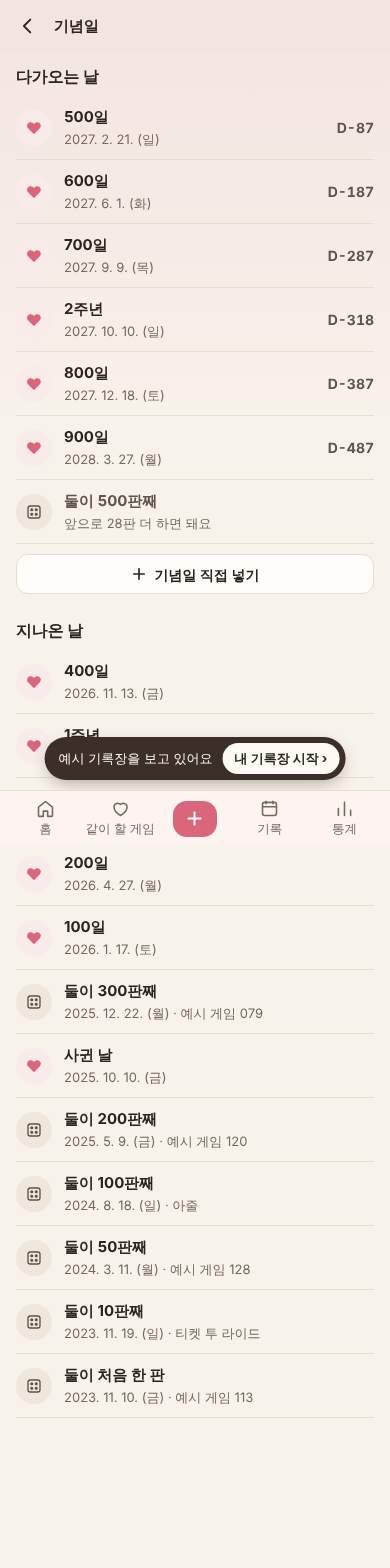 기념일
다가오는 날
500일
2027. 2. 21. (일)
D-87
600일
2027. 6. 1. (화)
D-187
700일
2027. 9. 9. (목)
D-287
2주년
2027. 10. 10. (일)
D-318
800일
2027. 12. 18. (토)
D-387
900일
2028. 3. 27. (월)
D-487
둘이 500판째
앞으로 28판 더 하면 돼요
+ 기념일 직접 넣기
지나온 날
400일
2026. 11. 13. (금)
1주년
예시 기록장을 보고 있어요
내 기록장 시작 ›
홈
같이 할 게임
기록
통계
200일
2026. 4. 27. (월)
100일
2026. 1. 17. (토)
둘이 300판째
2025. 12. 22. (월) · 예시 게임 079
사귄 날
2025. 10. 10. (금)
둘이 200판째
2025. 5. 9. (금) · 예시 게임 120
둘이 100판째
2024. 8. 18. (일) · 아줄
둘이 50판째
2024. 3. 11. (월) · 예시 게임 128
둘이 10판째
2023. 11. 19. (일) · 티켓 투 라이드
둘이 처음 한 판
2023. 11. 10. (금) · 예시 게임 113